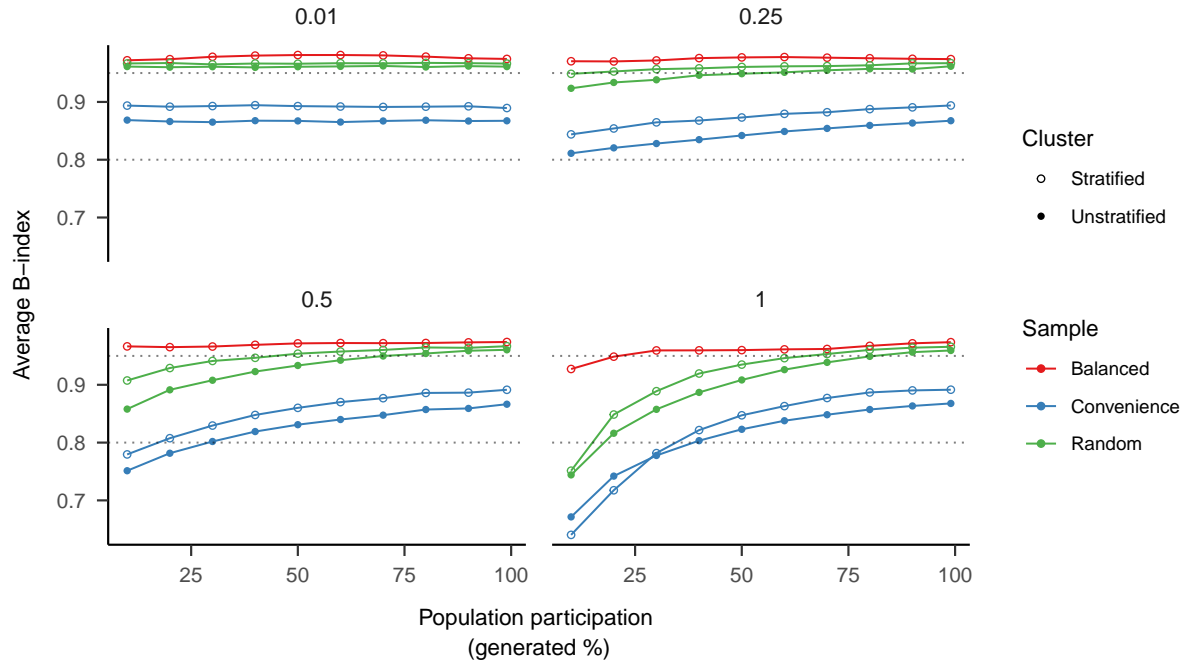 0.01
0.25
0.9
0.8
0.7
Average B−index
0.5
1
0.9
0.8
0.7
25
50
75
100
25
50
75
100
Population participation
(generated %)
Cluster
Stratified
Unstratified
Sample
Balanced
Convenience
Random